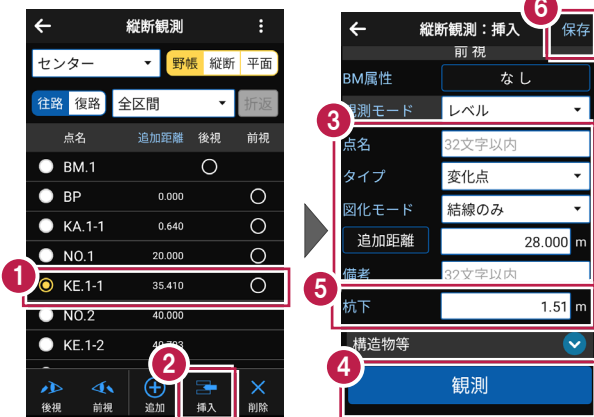 縦断観測
センター
野帳 縦断 平面
往路 復路 全区間 折返
点名 追加距離 後視 前視
BM.1
BP 0.000
KA.1-1 0.640
NO.1 20.000
1
KE.1-1 35.410
NO.2 40.000
KE.1-2
2
後視 前視 追加 挿入 削除
6
縦断観測：挿入 保存
前視
BM属性 なし
観測モード レベル
3
点名 32文字以内
タイプ 変化点
図化モード 結線のみ
追加距離 28.000 m
備考 32文字以内
5
杭下 1.51 m
構造物等
4
観測